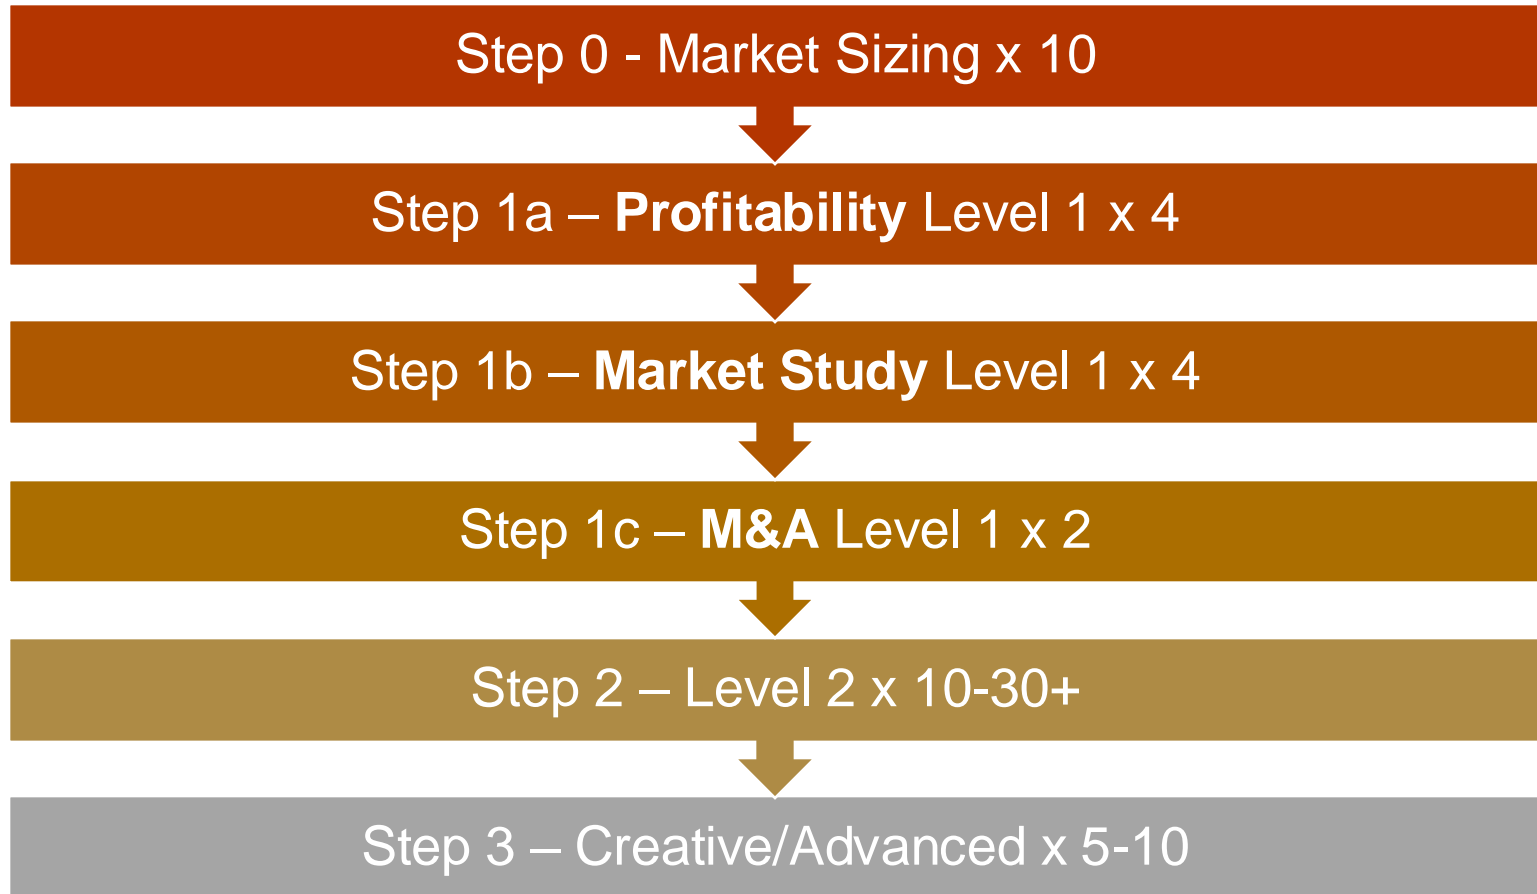 Step 0 - Market Sizing x 10
Step 1a – Profitability Level 1 x 4
Step 1b – Market Study Level 1 x 4
Step 1c – M&A Level 1 x 2
Step 2 – Level 2 x 10-30+
Step 3 – Creative/Advanced x 5-10